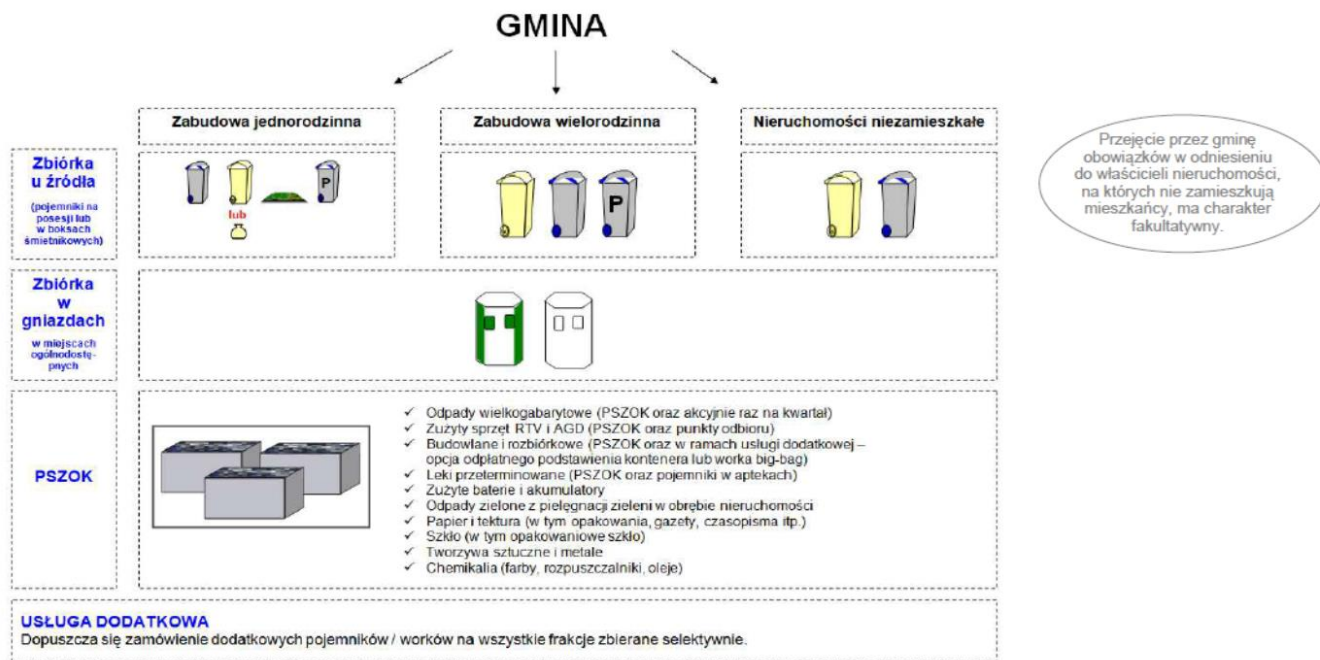 GMINA
Zabudowa jednorodzinna
Zabudowa wielorodzinna
Nieruchomości niezamieszkałe
Zbiórka
u źródła
(pojemniki na
posesji lub
w boksach
śmietnikowych)
P
lub
P
Przejęcie przez gminę
obowiązków w odniesieniu
do właścicieli nieruchomości,
na których nie zamieszkują
mieszkańcy, ma charakter
fakultatywny.
Zbiórka
w
gniazdach
w miejscach
ogólnodostę-
pnych
PSZOK
✓ Odpady wielkogabarytowe (PSZOK oraz akcyjnie raz na kwartał)
✓ Zużyty sprzęt RTV i AGD (PSZOK oraz punkty odbioru)
✓ Budowlane i rozbiórkowe (PSZOK oraz w ramach usługi dodatkowej –
opcja odpłatnego podstawienia kontenera lub worka big-bag)
✓ Leki przeterminowane (PSZOK oraz pojemniki w aptekach)
✓ Zużyte baterie i akumulatory
✓ Odpady zielone z pielęgnacji zieleni w obrębie nieruchomości
✓ Papier i tektura (w tym opakowania, gazety, czasopisma itp.)
✓ Szkło (w tym opakowaniowe szkło)
✓ Tworzywa sztuczne i metale
✓ Chemikalia (farby, rozpuszczalniki, oleje)
USŁUGA DODATKOWA
Dopuszcza się zamówienie dodatkowych pojemników / worków na wszystkie frakcje zbierane selektywnie.